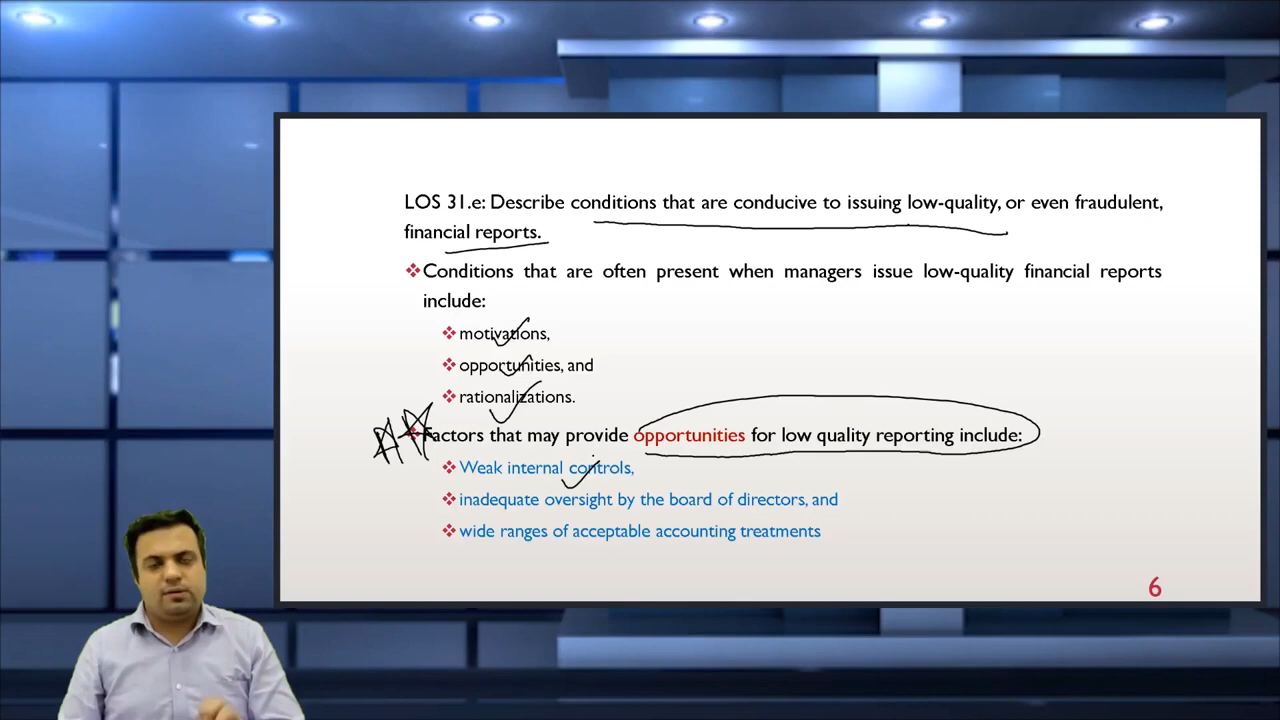 LOS 31.e: Describe conditions that are conducive to issuing low-quality, or even fraudulent,
financial reports.
Conditions that are often present when managers issue low-quality financial reports
include:
motivations,
opportunities, and
rationalizations.
Factors that may provide opportunities for low quality reporting include:
Weak internal controls,
inadequate oversight by the board of directors, and
wide ranges of acceptable accounting treatments
6